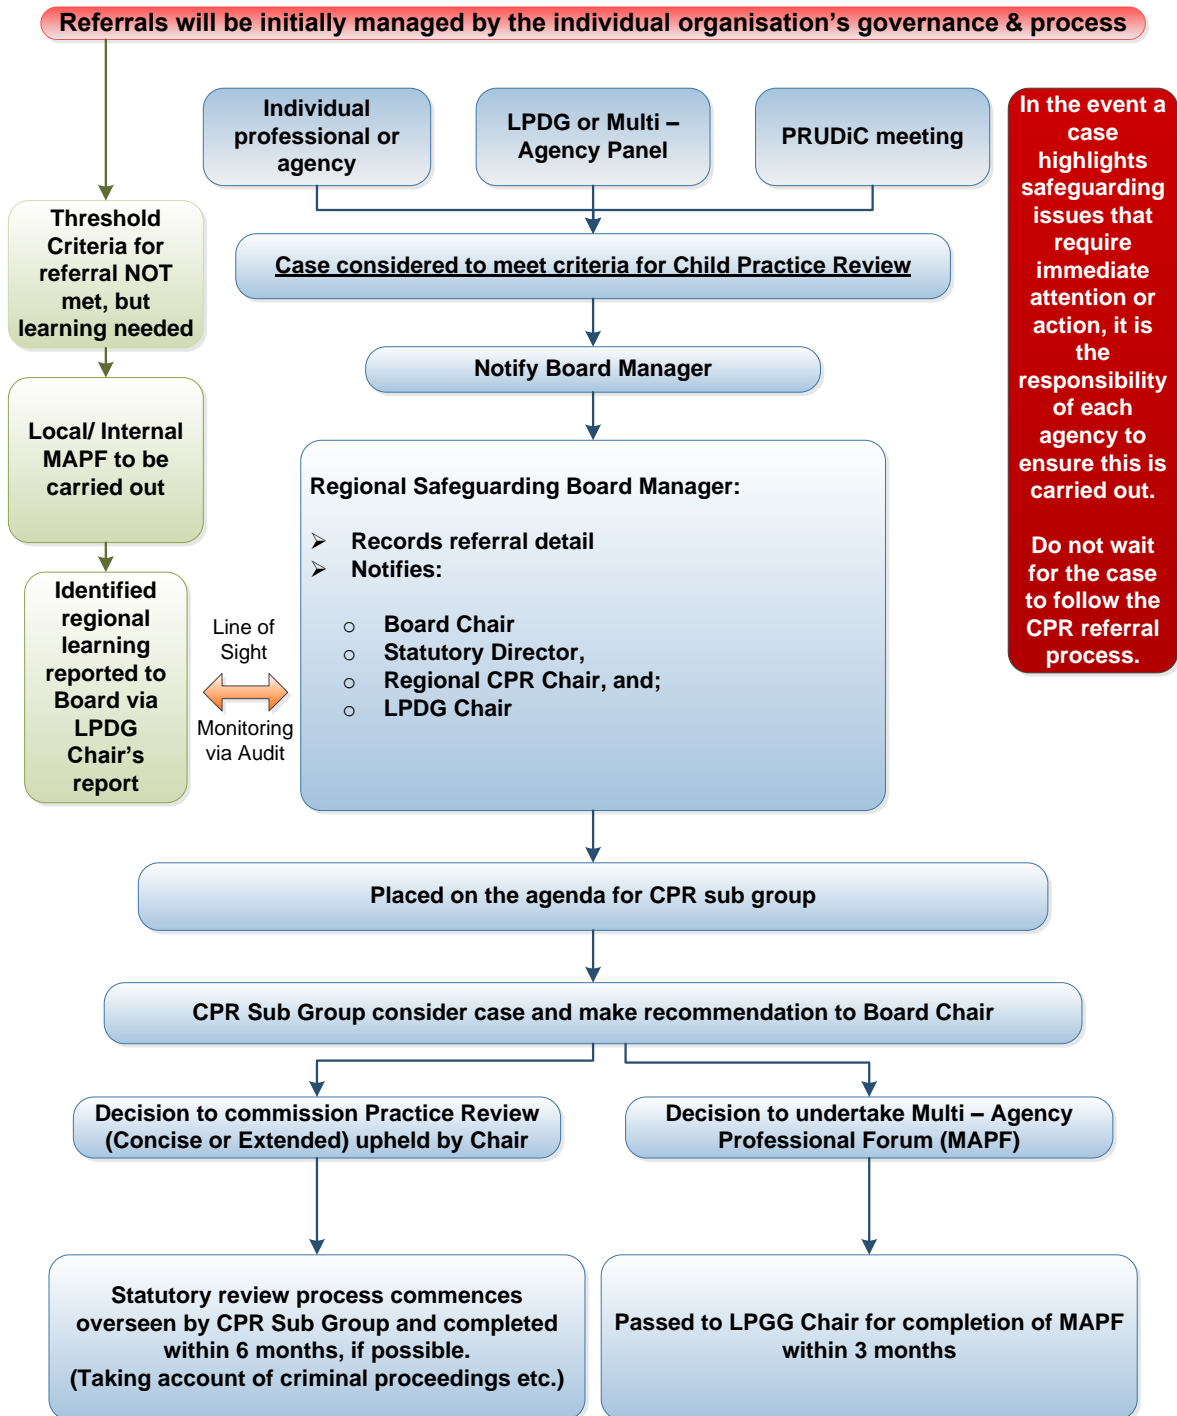 Referrals will be initially managed by the individual organisation’s governance & process
Individual
professional or
agency
LPDG or Multi –
Agency Panel
PRUDiC meeting
In the event a
case
highlights
safeguarding
issues that
require
immediate
attention or
action, it is
the
responsibility
of each
agency to
ensure this is
carried out.
Do not wait
for the case
to follow the
CPR referral
process.
Threshold
Criteria for
referral NOT
met, but
learning needed
Case considered to meet criteria for Child Practice Review
Notify Board Manager
Local/ Internal
MAPF to be
carried out
Regional Safeguarding Board Manager:
➢ Records referral detail
➢ Notifies:
o Board Chair
o Statutory Director,
o Regional CPR Chair, and;
o LPDG Chair
Identified
regional
learning
reported to
Board via
LPDG
Chair’s
report
Line of
Sight
Monitoring
via Audit
Placed on the agenda for CPR sub group
CPR Sub Group consider case and make recommendation to Board Chair
Decision to commission Practice Review
(Concise or Extended) upheld by Chair
Decision to undertake Multi – Agency
Professional Forum (MAPF)
Statutory review process commences
overseen by CPR Sub Group and completed
within 6 months, if possible.
(Taking account of criminal proceedings etc.)
Passed to LPGG Chair for completion of MAPF
within 3 months